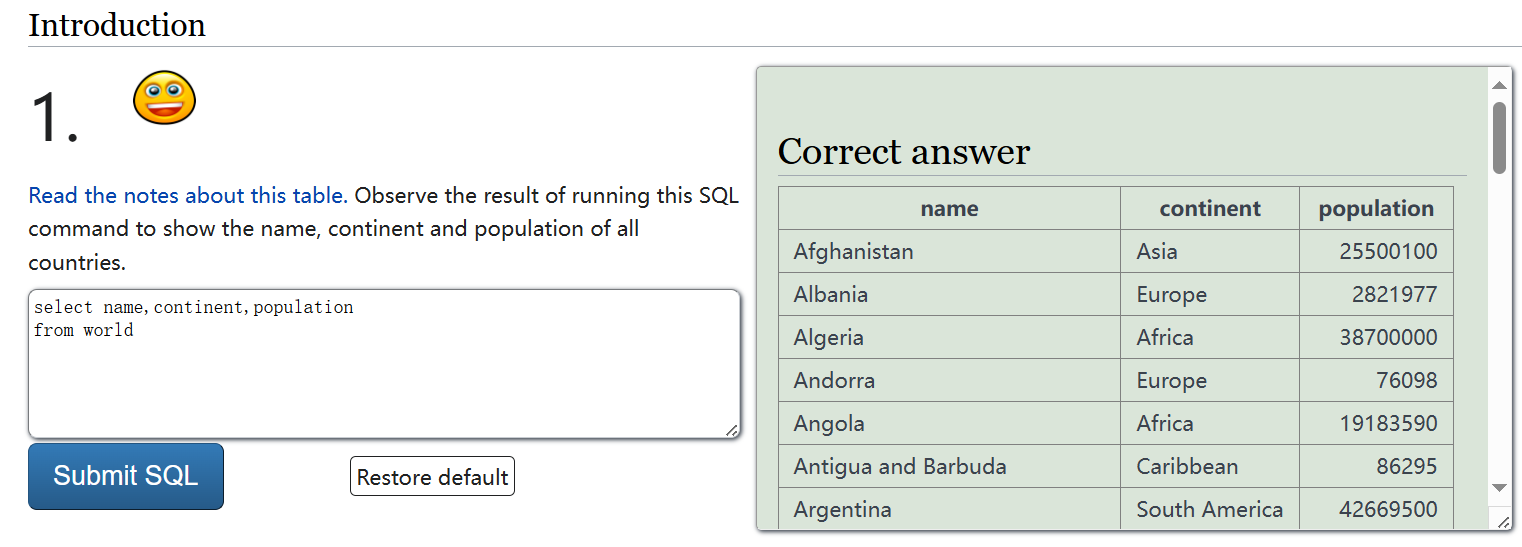 Introduction
1.
Read the notes about this table. Observe the result of running this SQL
command to show the name, continent and population of all
countries.
select name,continent,population
from world
Submit SQL
Restore default
Correct answer
name continent population
Afghanistan Asia 25500100
Albania Europe 2821977
Algeria Africa 38700000
Andorra Europe 76098
Angola Africa 19183590
Antigua and Barbuda Caribbean 86295
Argentina South America 42669500